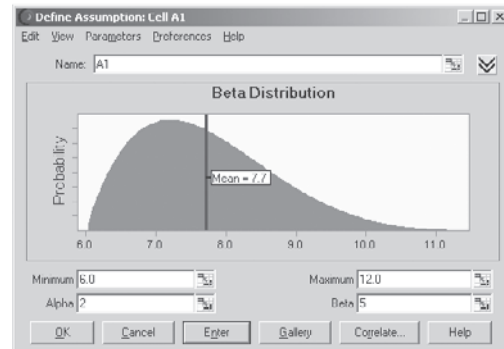 Define Assumption: Cell A1
Edit View Parameters Preferences Help
Name: A1
Beta Distribution
Probability
Mean = 7.7
6.0 7.0 8.0 9.0 10.0 11.0
Minimum 6.0 Maximum 12.0
Alpha 2 Beta 5
OK Cancel Enter Gallery Correlate... Help